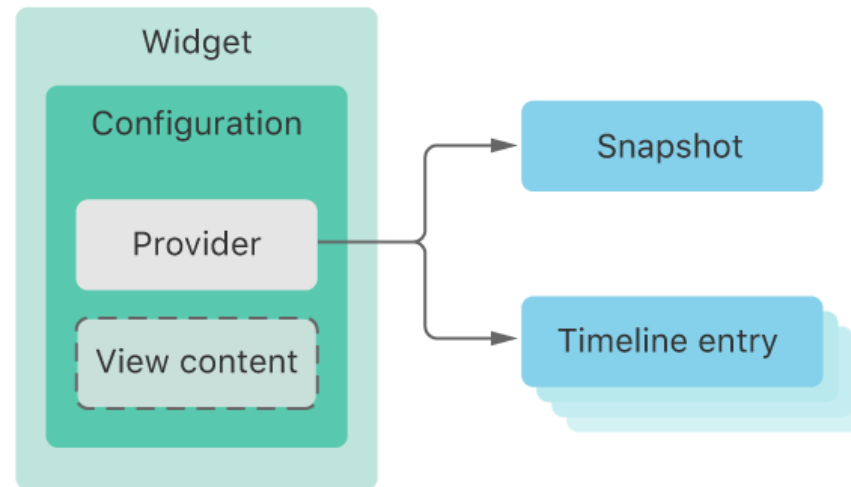 Widget
Configuration
Provider
View content
Snapshot
Timeline entry